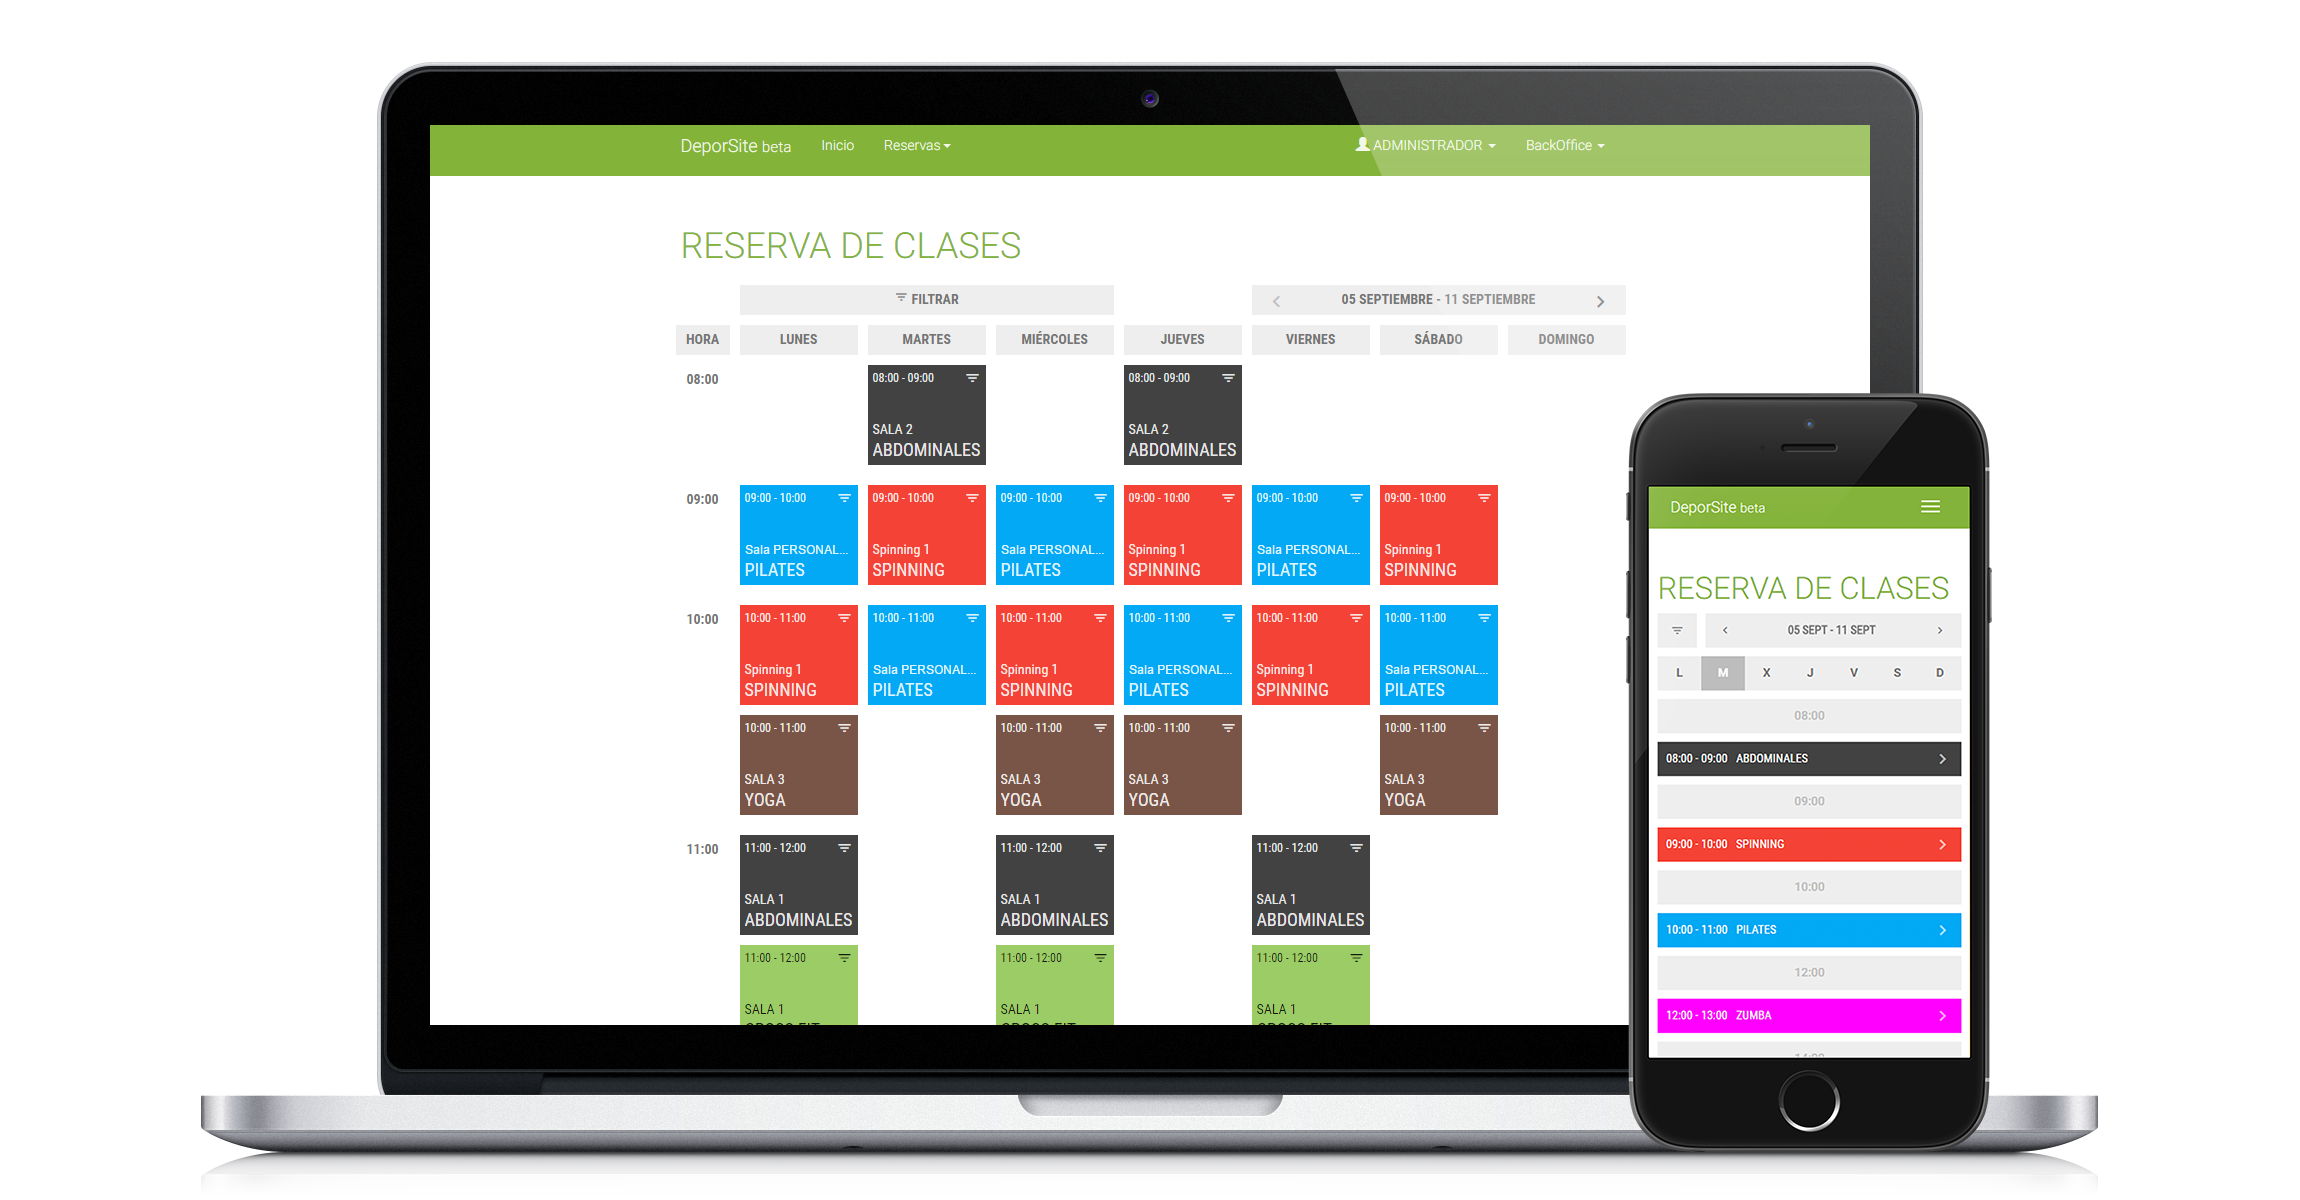 DeporSite beta Inicio Reservas ADMINISTRADOR BackOffice
RESERVA DE CLASES
FILTRAR 05 SEPTIEMBRE - 11 SEPTIEMBRE
HORA LUNES MARTES MIÉRCOLES JUEVES VIERNES SÁBADO DOMINGO
08:00 08:00 - 09:00 08:00 - 09:00
SALA 2 SALA 2
ABDOMINALES ABDOMINALES
09:00 09:00 - 10:00 09:00 - 10:00 09:00 - 10:00 09:00 - 10:00 09:00 - 10:00 09:00 - 10:00
Sala PERSONAL... Spinning 1 Sala PERSONAL... Spinning 1 Sala PERSONAL... Spinning 1
PILATES SPINNING PILATES SPINNING PILATES SPINNING
10:00 10:00 - 11:00 10:00 - 11:00 10:00 - 11:00 10:00 - 11:00 10:00 - 11:00 10:00 - 11:00
Spinning 1 Sala PERSONAL... Spinning 1 Sala PERSONAL... Spinning 1 Sala PERSONAL...
SPINNING PILATES SPINNING PILATES SPINNING PILATES
10:00 - 11:00 10:00 - 11:00 10:00 - 11:00 10:00 - 11:00
SALA 3 SALA 3 SALA 3 SALA 3
YOGA YOGA YOGA YOGA
11:00 11:00 - 12:00 11:00 - 12:00 11:00 - 12:00
SALA 1 SALA 1 SALA 1
ABDOMINALES ABDOMINALES ABDOMINALES
11:00 - 12:00 11:00 - 12:00 11:00 - 12:00
SALA 1 SALA 1 SALA 1
DeporSite beta
RESERVA DE CLASES
05 SEPT - 11 SEPT
L M X J V S D
08:00
08:00 - 09:00 ABDOMINALES
09:00
09:00 - 10:00 SPINNING
10:00
10:00 - 11:00 PILATES
12:00
12:00 - 13:00 ZUMBA